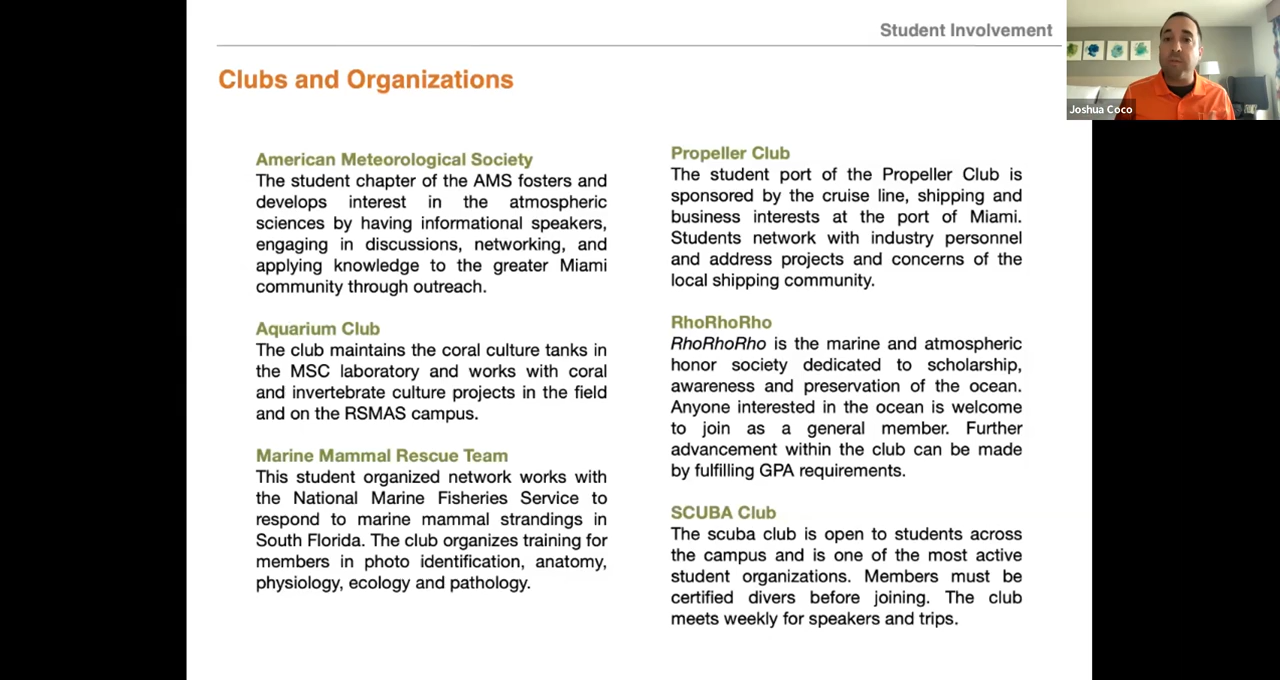 Student Involvement
Clubs and Organizations
American Meteorological Society
The student chapter of the AMS fosters and
develops interest in the atmospheric
sciences by having informational speakers,
engaging in discussions, networking, and
applying knowledge to the greater Miami
community through outreach.
Aquarium Club
The club maintains the coral culture tanks in
the MSC laboratory and works with coral
and invertebrate culture projects in the field
and on the RSMAS campus.
Marine Mammal Rescue Team
This student organized network works with
the National Marine Fisheries Service to
respond to marine mammal strandings in
South Florida. The club organizes training for
members in photo identification, anatomy,
physiology, ecology and pathology.
Propeller Club
The student port of the Propeller Club is
sponsored by the cruise line, shipping and
business interests at the port of Miami.
Students network with industry personnel
and address projects and concerns of the
local shipping community.
RhoRhoRho
RhoRhoRho is the marine and atmospheric
honor society dedicated to scholarship,
awareness and preservation of the ocean.
Anyone interested in the ocean is welcome
to join as a general member. Further
advancement within the club can be made
by fulfilling GPA requirements.
SCUBA Club
The scuba club is open to students across
the campus and is one of the most active
student organizations. Members must be
certified divers before joining. The club
meets weekly for speakers and trips.
Joshua Coco